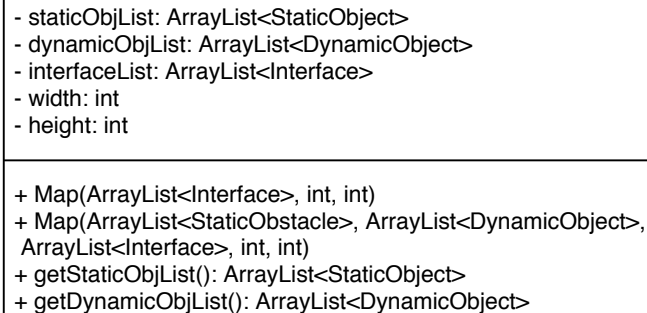 - staticObjList: ArrayList<StaticObject>
- dynamicObjList: ArrayList<DynamicObject>
- interfaceList: ArrayList<Interface>
- width: int
- height: int
+ Map(ArrayList<Interface>, int, int)
+ Map(ArrayList<StaticObstacle>, ArrayList<DynamicObject>,
ArrayList<Interface>, int, int)
+ getStaticObjList(): ArrayList<StaticObject>
+ getDynamicObjList(): ArrayList<DynamicObject>